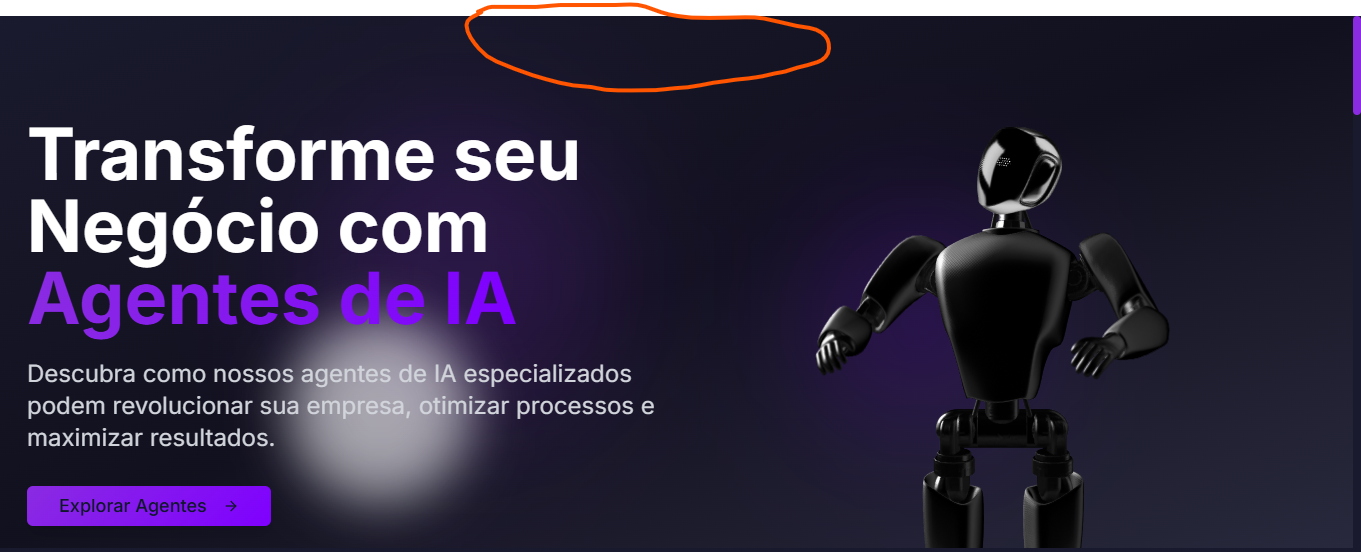 Transforme seu
Negócio com
Agentes de IA
Descubra como nossos agentes de IA especializados
podem revolucionar sua empresa, otimizar processos e
maximizar resultados.
Explorar Agentes →